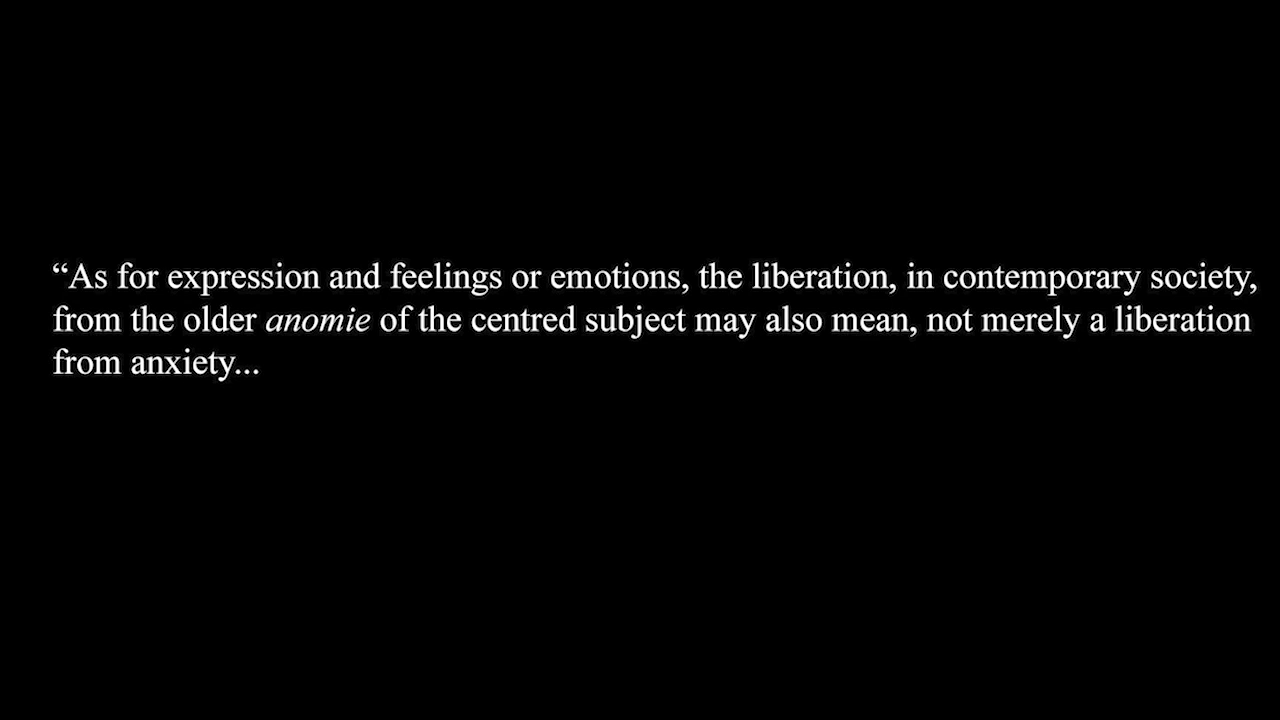 “As for expression and feelings or emotions, the liberation, in contemporary society,
from the older anomie of the centred subject may also mean, not merely a liberation
from anxiety...